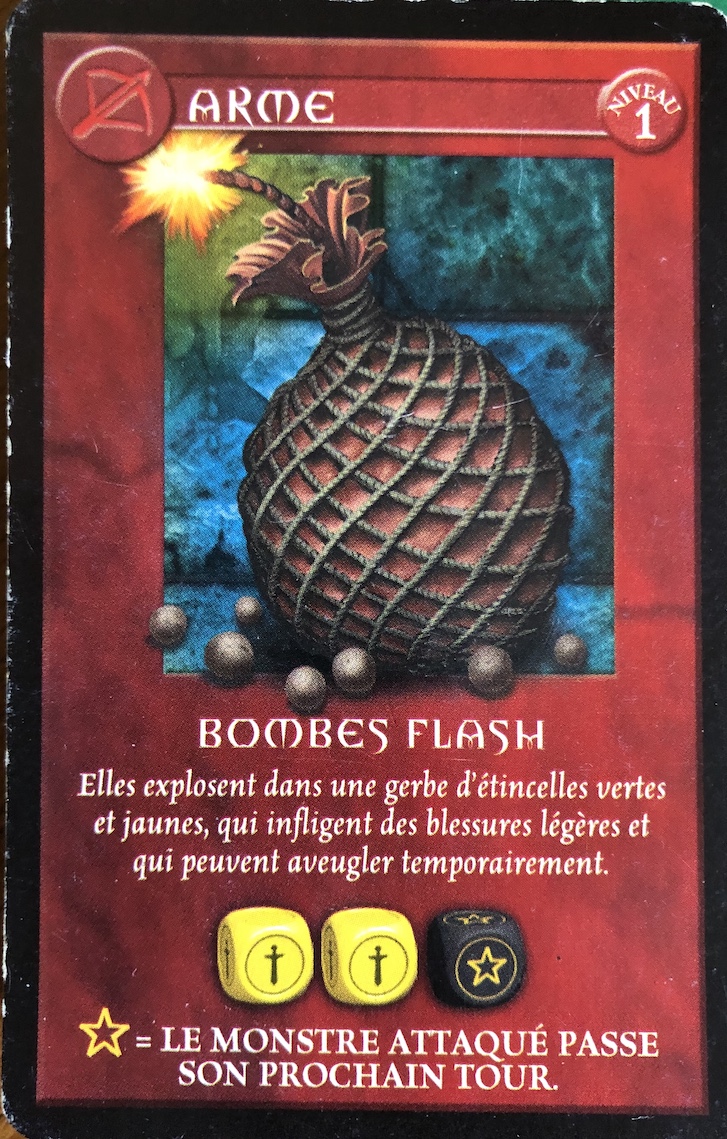 ARME
NIVEAU
1
BOMBES FLASH
Elles explosent dans une gerbe d'étincelles vertes
et jaunes, qui infligent des blessures légères et
qui peuvent aveugler temporairement.
= LE MONSTRE ATTAQUÉ PASSE
SON PROCHAIN TOUR.